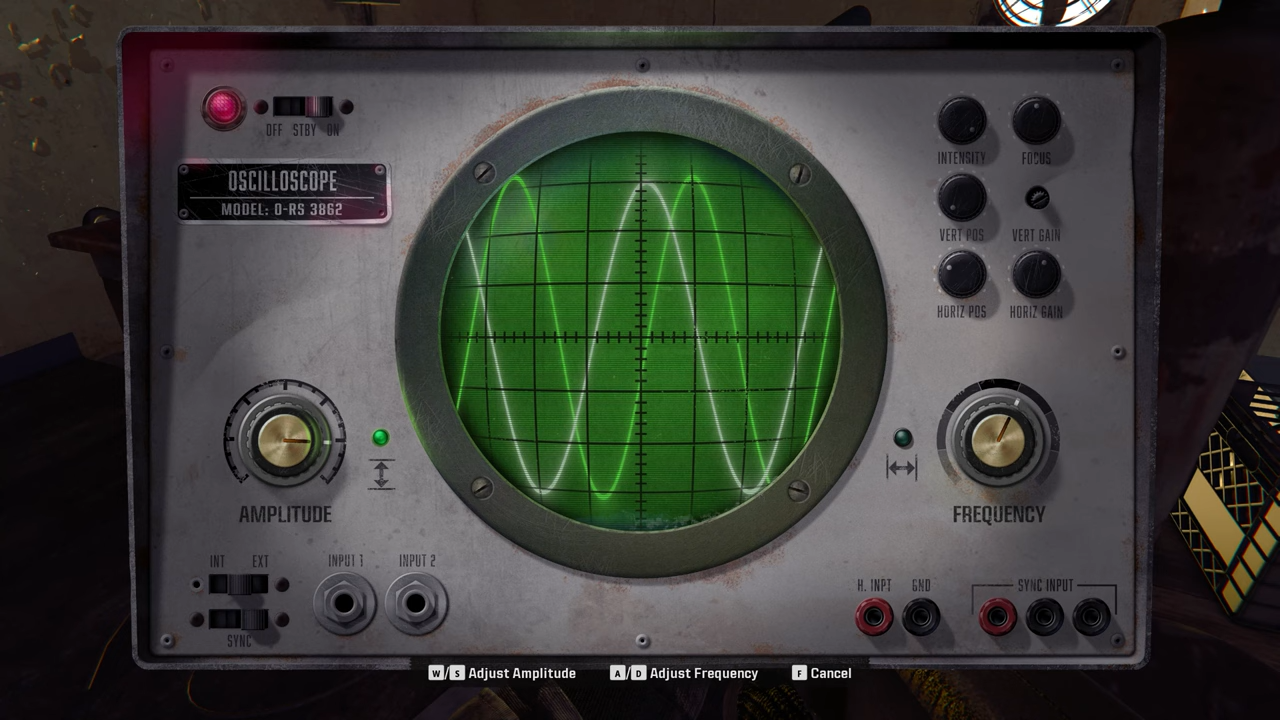 OFF STBY ON
OSCILLOSCOPE
MODEL: O-RS 3862
INTENSITY
FOCUS
VERT POS
VERT GAIN
HORIZ POS
HORIZ GAIN
AMPLITUDE
FREQUENCY
INT
EXT
SYNC
INPUT 1
INPUT 2
H. INPT
GND
SYNC INPUT
W/S Adjust Amplitude
A/D Adjust Frequency
F Cancel